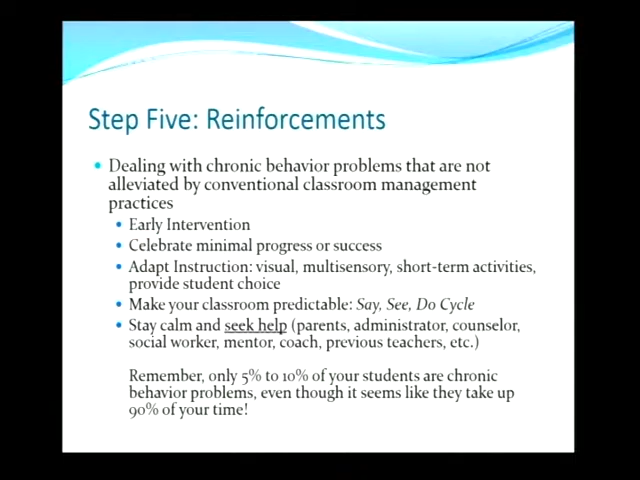 Step Five: Reinforcements
Dealing with chronic behavior problems that are not
alleviated by conventional classroom management
practices
Early Intervention
Celebrate minimal progress or success
Adapt Instruction: visual, multisensory, short-term activities,
provide student choice
Make your classroom predictable: Say, See, Do Cycle
Stay calm and seek help (parents, administrator, counselor,
social worker, mentor, coach, previous teachers, etc.)
Remember, only 5% to 10% of your students are chronic
behavior problems, even though it seems like they take up
90% of your time!